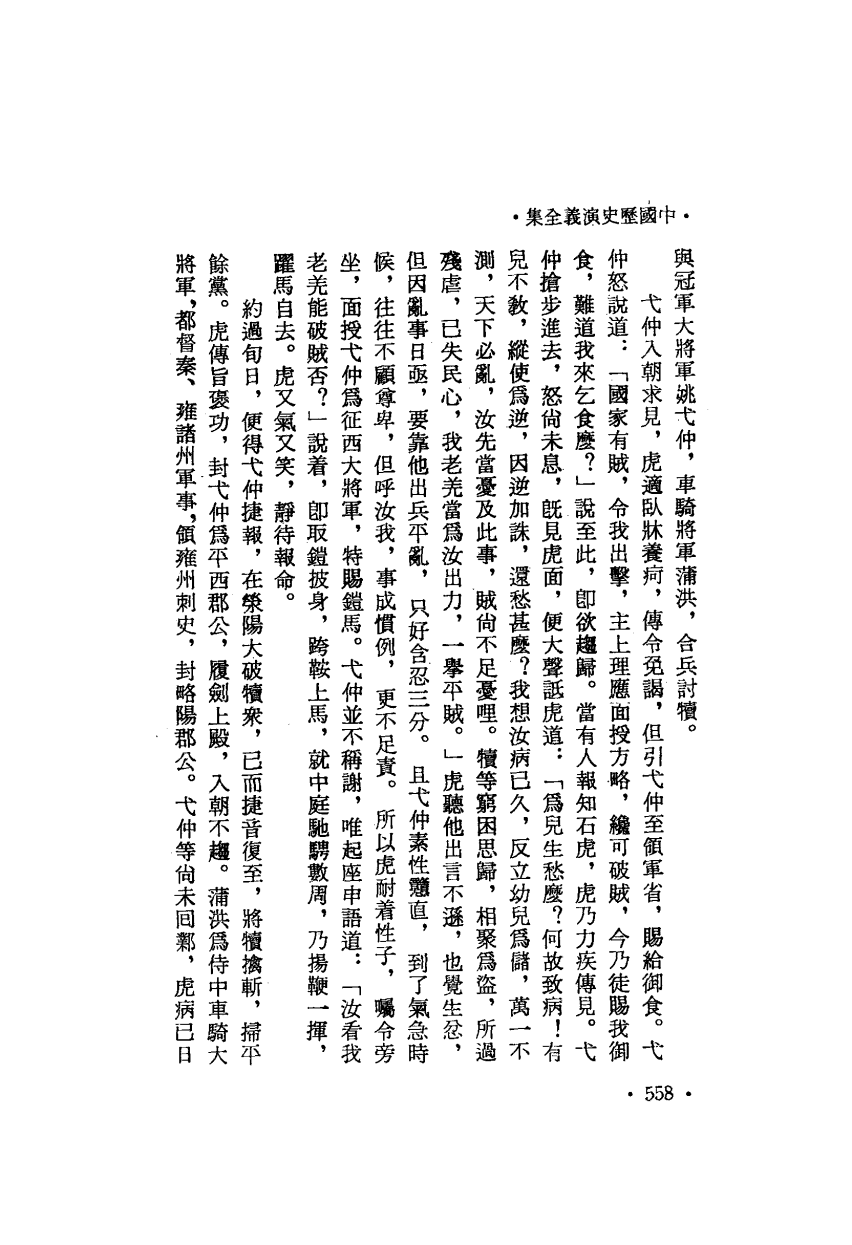 •中國歷史演義全集•
與冠軍大將軍姚弋仲，車騎將軍蒲洪，合兵討犢。
弋仲入朝求見，虎適臥牀養疴，傳令免謁，但引弋仲至領軍省，賜給御食。弋
仲怒說道：「國家有賊，令我出擊，主上理應面授方略，纔可破賊，今乃徒賜我御
食，難道我來乞食麼？」說至此，卽欲趨歸。當有人報知石虎，虎乃力疾傳見。弋
仲搶步進去，怒尚未息，旣見虎面，便大聲詆虎道：「爲兒生愁麼？何故致病！有
兒不敎，縱使爲逆，因逆加誅，還愁甚麼？我想汝病已久，反立幼兒爲儲，萬一不
測，天下必亂，汝先當憂及此事，賊尚不足憂哩。犢等窮困思歸，相聚爲盜，所過
殘虐，已失民心，我老羌當爲汝出力，一舉平賊。」虎聽他出言不遜，也覺生忿，
但因亂事日亟，要靠他出兵平亂，只好含忍三分。且弋仲素性戇直，到了氣急時
候，往往不顧尊卑，但呼汝我，事成慣例，更不足責。所以虎耐着性子，囑令旁
坐，面授弋仲爲征西大將軍，特賜鎧馬。弋仲並不稱謝，唯起座申語道：「汝看我
老羌能破賊否？」說着，卽取鎧披身，跨鞍上馬，就中庭馳騁數周，乃揚鞭一揮，
躍馬自去。虎又氣又笑，靜待報命。
約過旬日，便得弋仲捷報，在滎陽大破犢衆，已而捷音復至，將犢擒斬，掃平
餘黨。虎傳旨褒功，封弋仲爲平西郡公，履劍上殿，入朝不趨。蒲洪爲侍中車騎大
將軍，都督秦、雍諸州軍事，領雍州刺史，封略陽郡公。弋仲等尚未回鄴，虎病已日
•558•